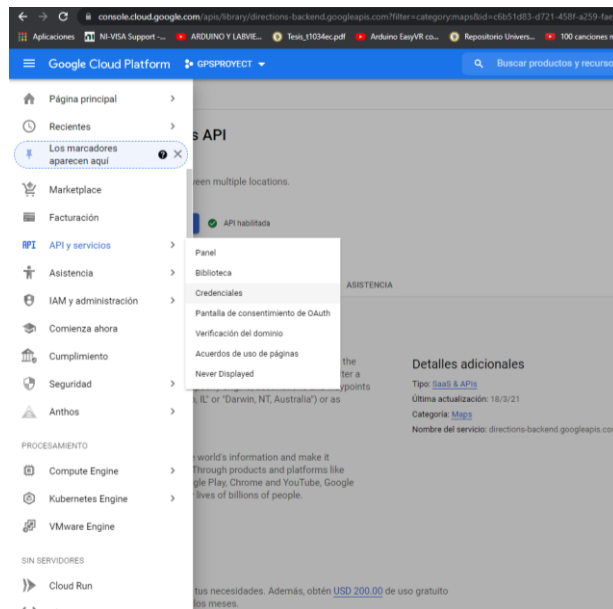 console.cloud.google.com/apis/library/directions-backend.googleapis.com?filter=category:maps&id=c6b51d83-d721-458f-a259-fae
Aplicaciones NI-VISA Support -... ARDUINO Y LABVIE... Tesis_t1034ec.pdf Arduino EasyVR co... Repositorio Univers... 100 canciones
Google Cloud Platform GPSPROYECT Buscar productos y recurso
Página principal
Recientes
Los marcadores
aparecen aquí
s API
een multiple locations.
Marketplace
Facturación
API habilitada
API API y servicios
Panel
Asistencia
Biblioteca
IAM y administración
Credenciales
ASISTENCIA
Pantalla de consentimiento de OAuth
Comienza ahora
Verificación del dominio
Cumplimiento
Acuerdos de uso de páginas
Never Displayed
Seguridad
Anthos
the
ter a
ypoints
, IL" or "Darwin, NT, Australia") or as
Detalles adicionales
Tipo: SaaS & APIs
Última actualización: 18/3/21
Categoría: Maps
Nombre del servicio: directions-backend.googleapis.co
PROCESAMIENTO
Compute Engine
Kubernetes Engine
VMware Engine
world's information and make it
Through products and platforms like
gle Play, Chrome and YouTube, Google
lives of billions of people.
SIN SERVIDORES
Cloud Run
tus necesidades. Además, obtén USD 200.00 de uso gratuito
los meses.